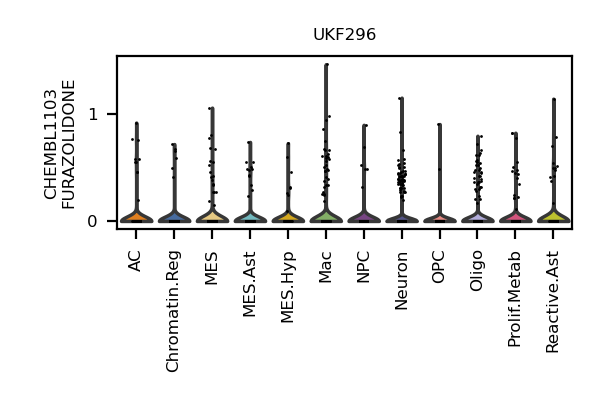 UKF296
CHEMBL1103
FURAZOLIDONE
1
0
AC
Chromatin.Reg
MES
MES.Ast
MES.Hyp
Mac
NPC
Neuron
OPC
Oligo
Prolif.Metab
Reactive.Ast